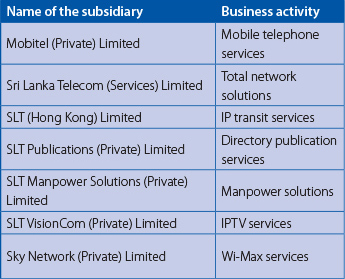 Name of the subsidiary Business activity
Mobitel (Private) Limited Mobile telephone
services
Sri Lanka Telecom (Services) Limited Total network
solutions
SLT (Hong Kong) Limited IP transit services
SLT Publications (Private) Limited Directory publication
services
SLT Manpower Solutions (Private)
Limited Manpower solutions
SLT VisionCom (Private) Limited IPTV services
Sky Network (Private) Limited Wi-Max services